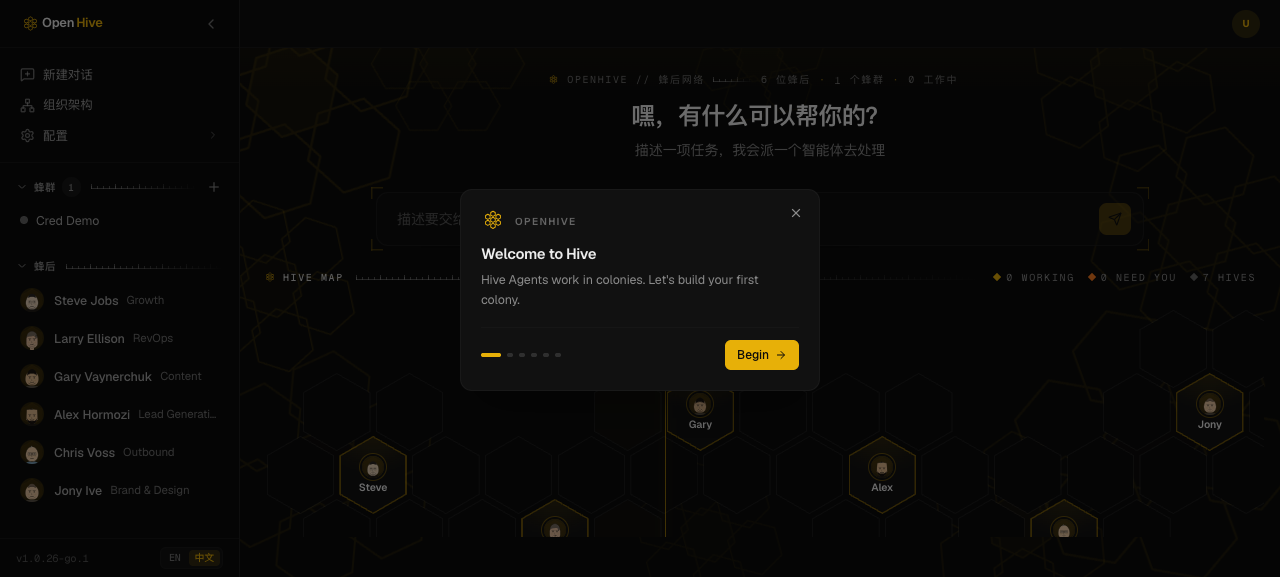 OpenHive
U
新建对话
组织架构
配置
蜂群 1
Cred Demo
蜂后
Steve Jobs Growth
Larry Ellison RevOps
Gary Vaynerchuk Content
Alex Hormozi Lead Generati...
Chris Voss Outbound
Jony Ive Brand & Design
v1.0.26-go.1
EN 中文
OPENHIVE // 蜂后网络 6 位蜂后 · 1 个蜂群 · 0 工作中
嘿，有什么可以帮你的?
描述一项任务，我会派一个智能体去处理
描述要交给
HIVE MAP
0 WORKING 0 NEED YOU 7 HIVES
OPENHIVE
Welcome to Hive
Hive Agents work in colonies. Let's build your first
colony.
Begin
Gary
Jony
Steve
Alex